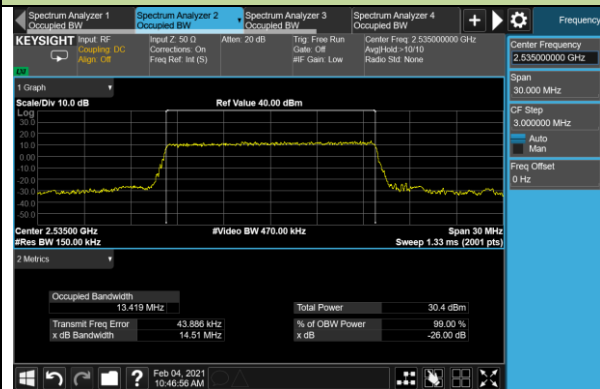 Spectrum Analyzer 1
Occupied BW
Spectrum Analyzer 2
Occupied BW
Spectrum Analyzer 3
Occupied BW
Spectrum Analyzer 4
Occupied BW
+
Frequency
KEYSIGHT
Input: RF
Coupling: DC
Align: Off
Input Z: 50 Ω
Corrections: On
Freq Ref: Int (S)
Atten: 20 dB
Trig: Free Run
Gate: Off
#IF Gain: Low
Center Freq: 2.535000000 GHz
Avg|Hold:>10/10
Radio Std: None
Center Frequency
2.535000000 GHz
Span
30.000 MHz
CF Step
3.000000 MHz
Auto
Man
Freq Offset
0 Hz
1 Graph
Scale/Div 10.0 dB
Ref Value 40.00 dBm
Log
30.0
20.0
10.0
0.00
-10.0
-20.0
-30.0
-40.0
-50.0
Center 2.53500 GHz
#Video BW 470.00 kHz
Span 30 MHz
#Res BW 150.00 kHz
Sweep 1.33 ms (2001 pts)
2 Metrics
Occupied Bandwidth
13.419 MHz
Total Power 30.4 dBm
Transmit Freq Error 43.886 kHz
% of OBW Power 99.00 %
x dB Bandwidth 14.51 MHz
x dB -26.00 dB
?
Feb 04, 2021
10:46:56 AM